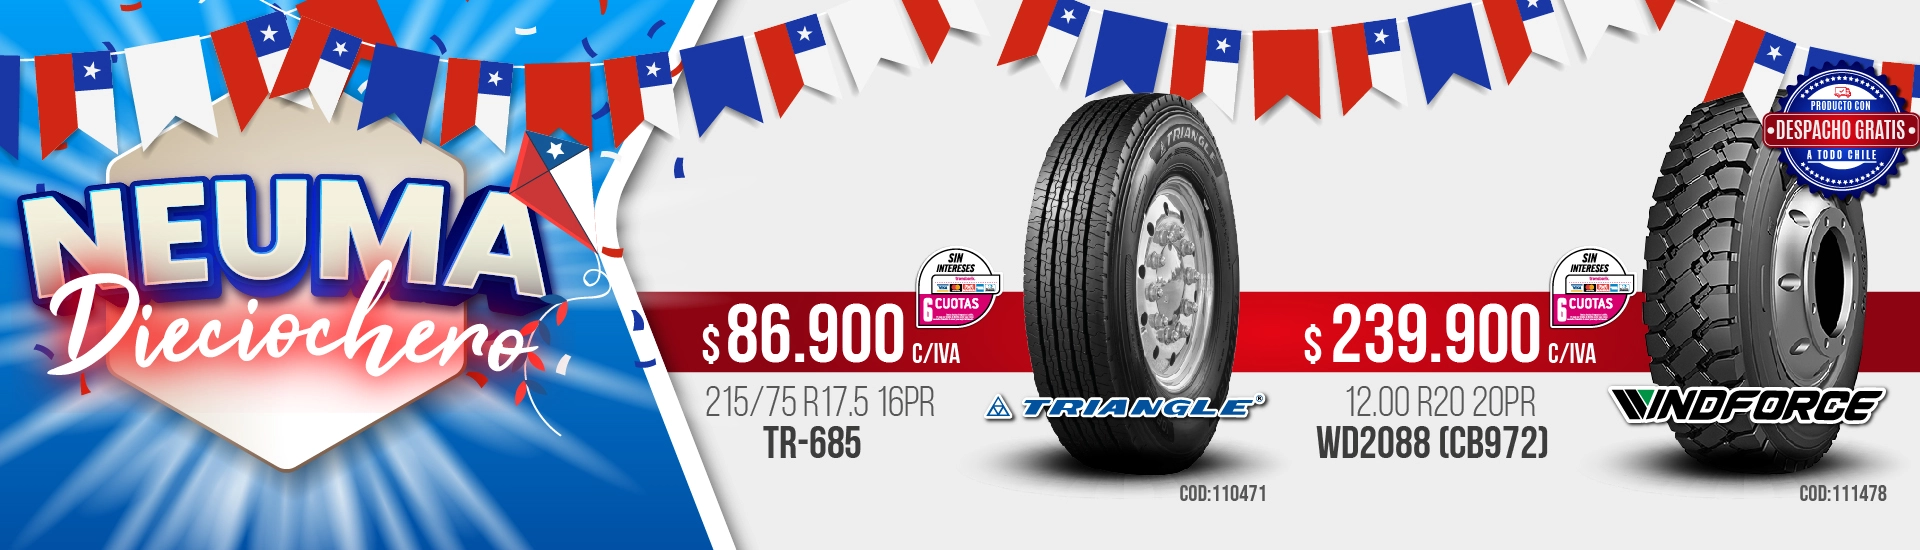 NEUMA
Dieciochero
SIN
INTERESES
6 CUOTAS
$86.900 C/IVA
215/75 R17.5 16PR
TR-685
TRIANGLE
TRIANGLE®
COD:110471
SIN
INTERESES
6 CUOTAS
$239.900 C/IVA
12.00 R20 20PR
WD2088 (CB972)
PRODUCTO CON
DESPACHO GRATIS
A TODO CHILE
WINDFORCE
COD:111478